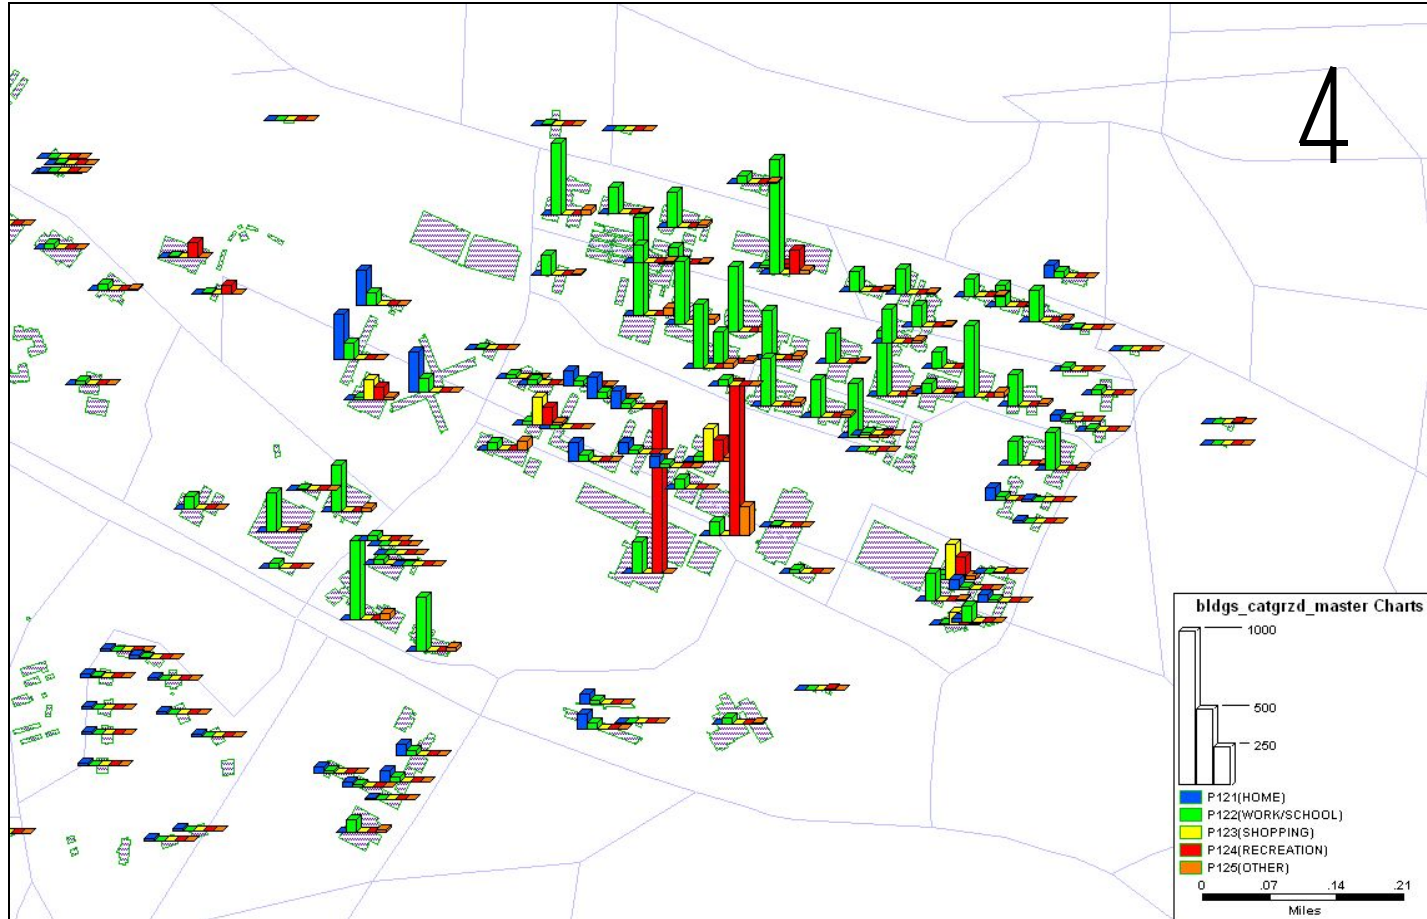 4
bldgs_catgrzd_master Charts
1000
500
250
P121(HOME)
P122(WORK/SCHOOL)
P123(SHOPPING)
P124(RECREATION)
P125(OTHER)
0 .07 .14 .21
Miles